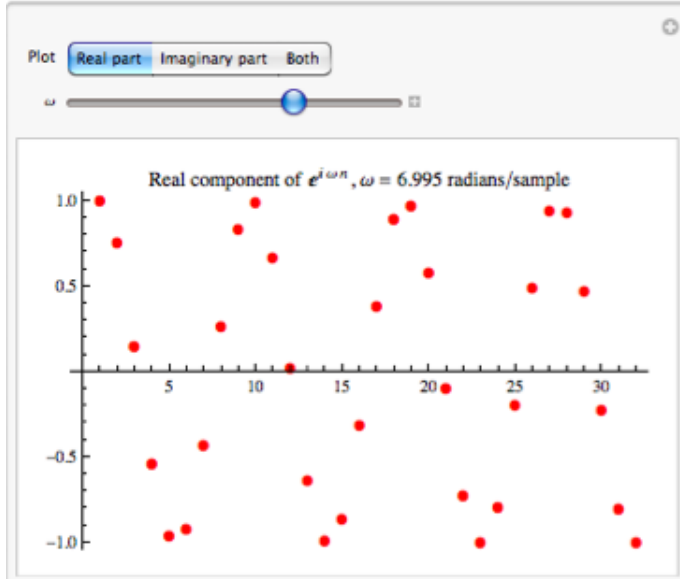 Plot Real part Imaginary part Both
ω
Real component of e^{i ω n}, ω = 6.995 radians/sample
1.0
0.5
5 10 15 20 25 30
−0.5
−1.0